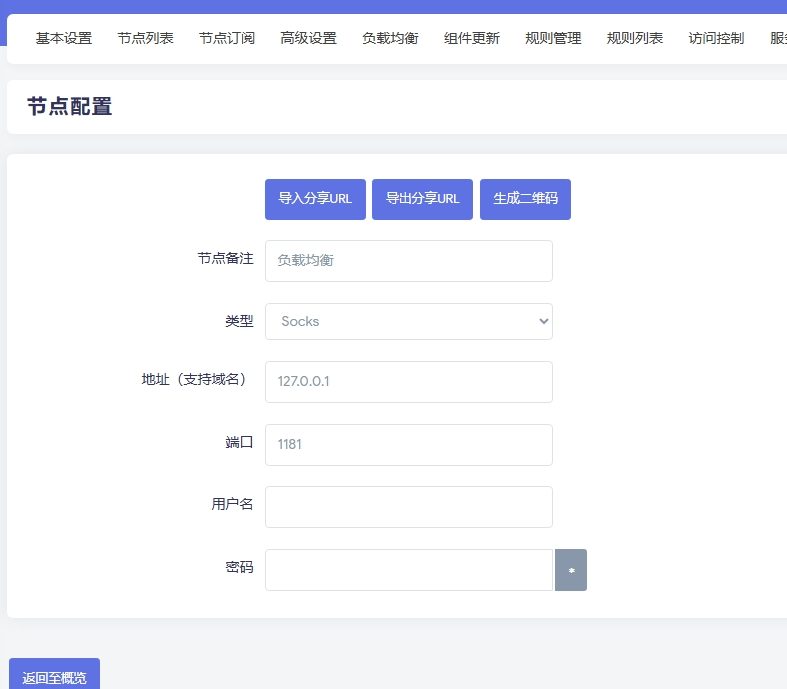 基本设置 节点列表 节点订阅 高级设置 负载均衡 组件更新 规则管理 规则列表 访问控制
节点配置
导入分享URL 导出分享URL 生成二维码
节点备注 负载均衡
类型 Socks
地址（支持域名） 127.0.0.1
端口 1181
用户名
密码 *
返回至概览